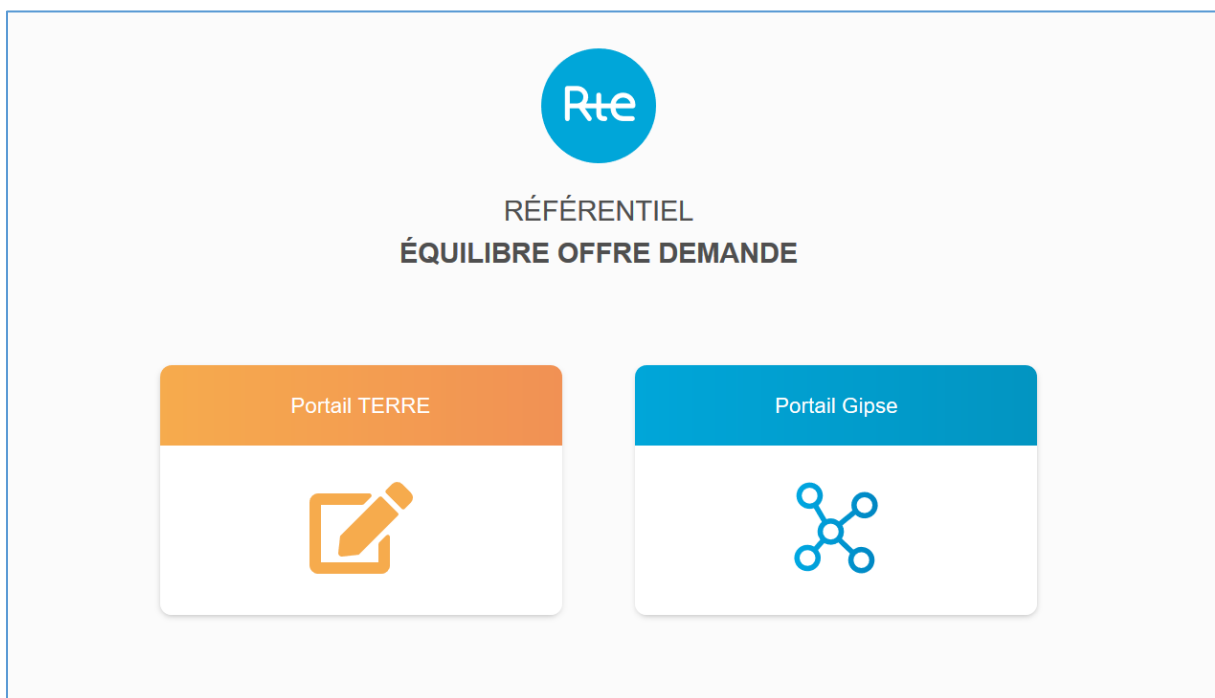 Rte
RÉFÉRENTIEL
ÉQUILIBRE OFFRE DEMANDE
Portail TERRE
Portail Gipse